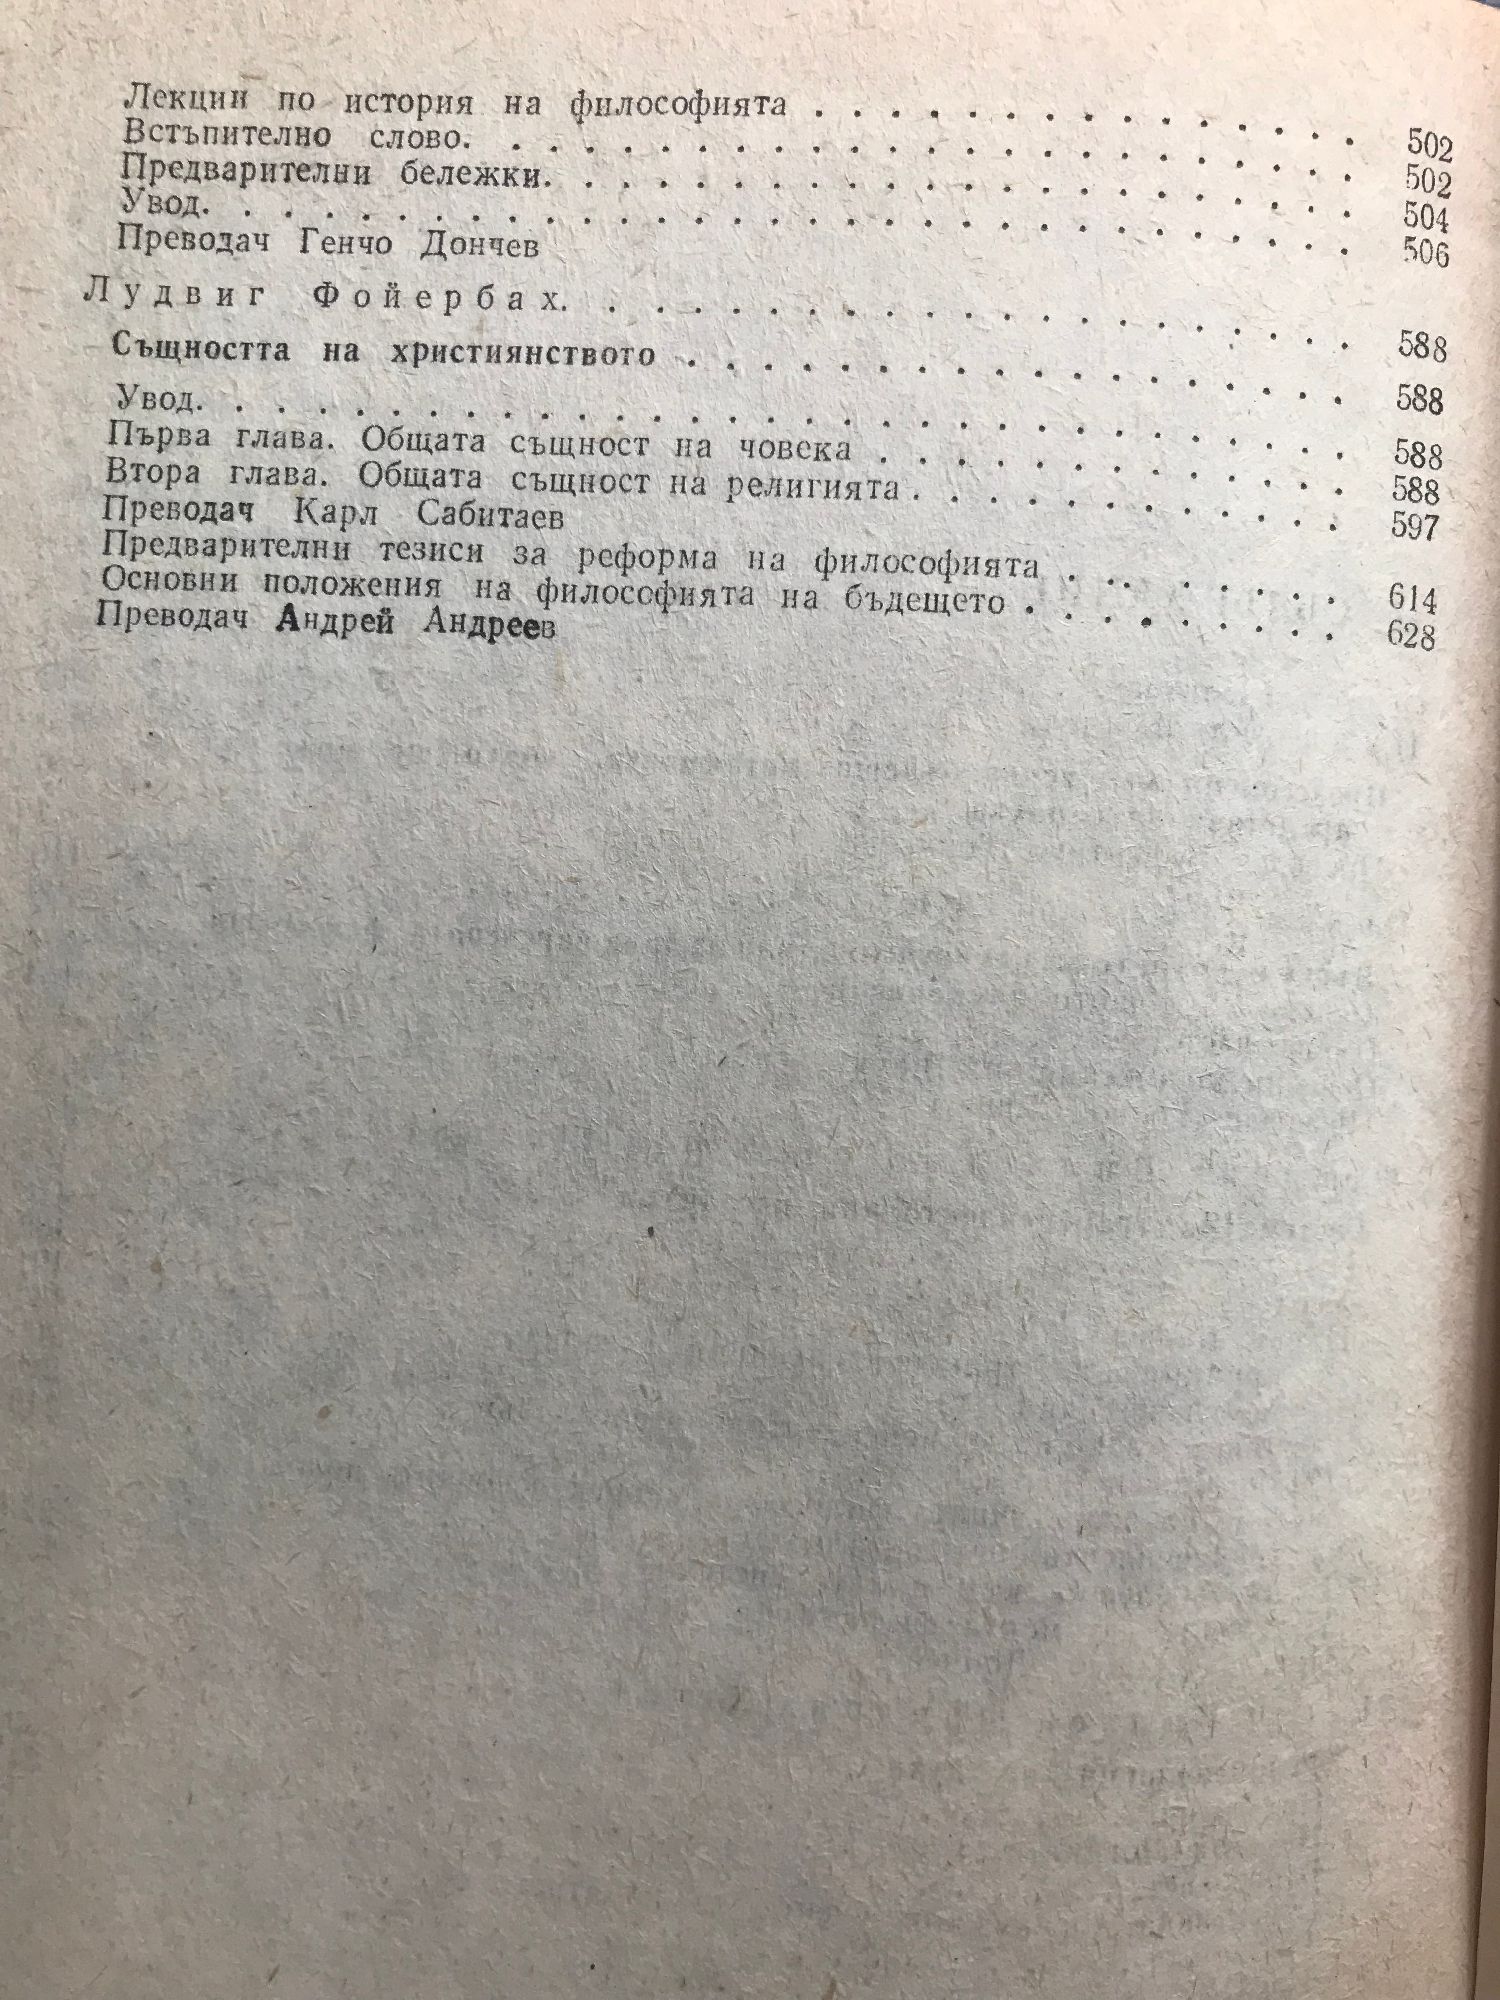 Лекции по история на философията . . . . . . . . . . . . . . . 502
Встъпително слово. . . . . . . . . . . . . . . . . . . . . . . 502
Предварителни бележки. . . . . . . . . . . . . . . . . . . . . 504
Увод. . . . . . . . . . . . . . . . . . . . . . . . . . . . . . 506
Преводач Генчо Дончев
Лудвиг Фойербах. . . . . . . . . . . . . . . . . . . . . 588
Същността на християнството . . . . . . . . . . . . . . . . . . 588
Увод. . . . . . . . . . . . . . . . . . . . . . . . . . . . . . 588
Първа глава. Общата същност на човека . . . . . . . . . . . . . 588
Втора глава. Общата същност на религията . . . . . . . . . . . . 597
Преводач Карл Сабитаев
Предварителни тезиси за реформа на философията . . . . . . . . 614
Основни положения на философията на бъдещето . . . . . . . . . 628
Преводач Андрей Андреев